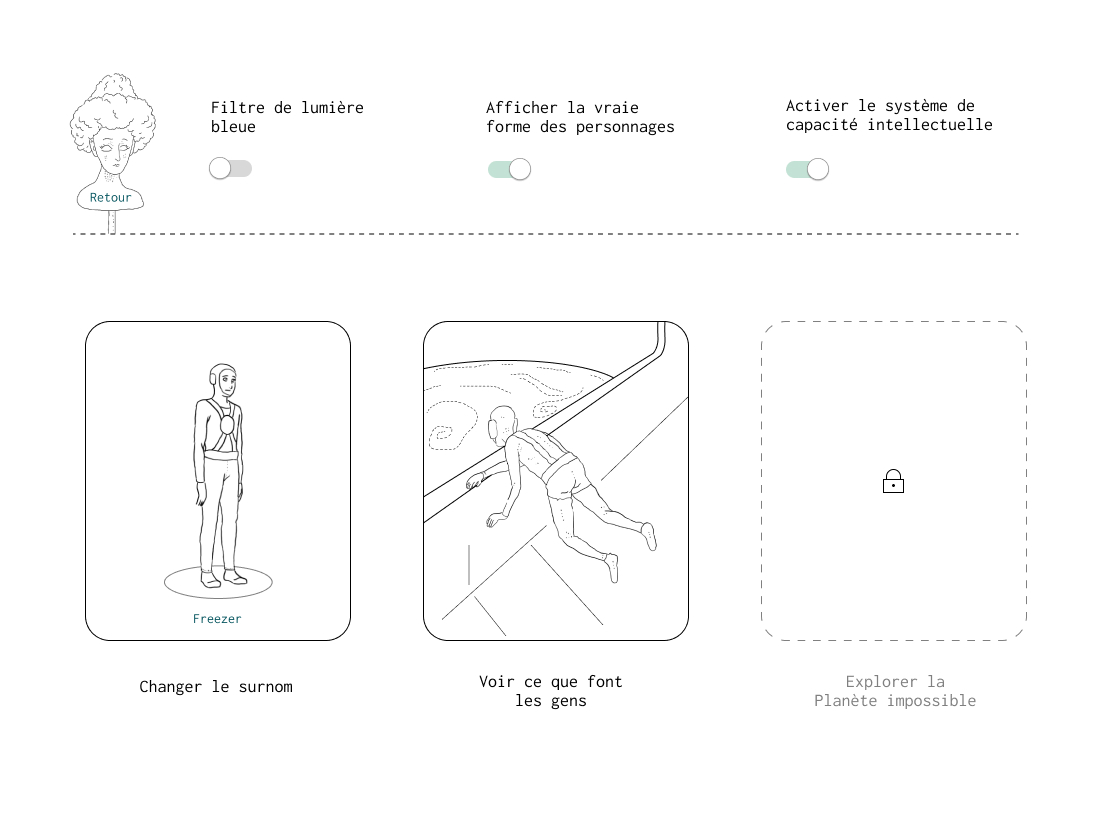 Filtre de lumière
bleue
Afficher la vraie
forme des personnages
Activer le système de
capacité intellectuelle
Retour
Freezer
Changer le surnom
Voir ce que font
les gens
Explorer la
Planète impossible